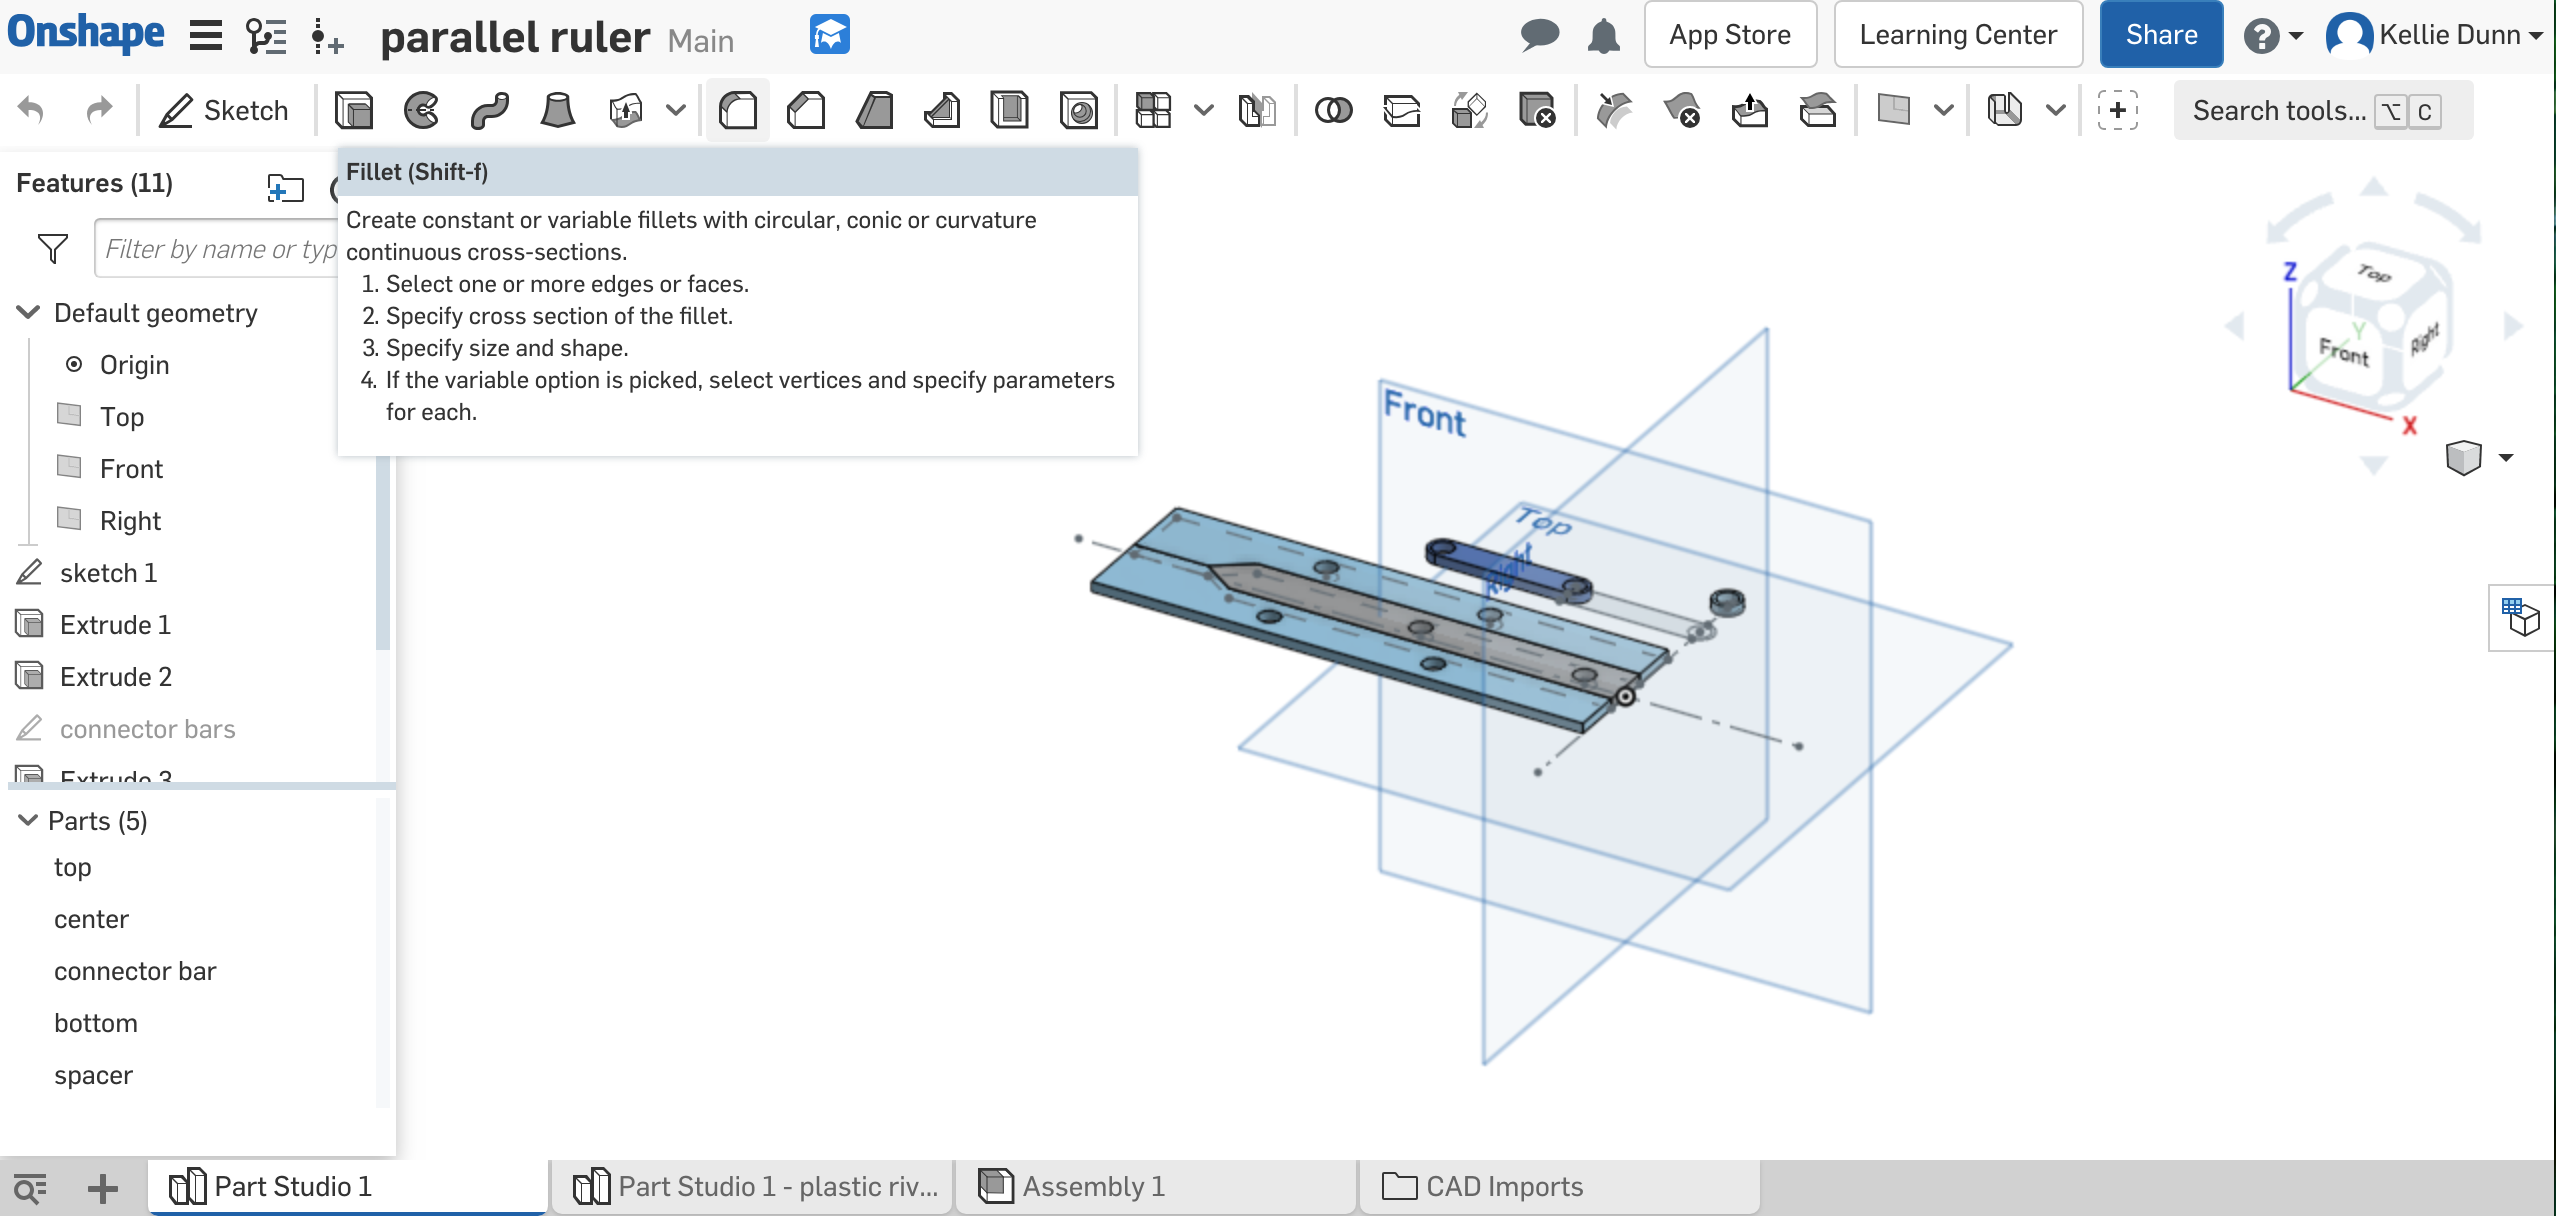 Onshape parallel ruler Main App Store Learning Center Share Kellie Dunn
Sketch Search tools... ⌥ C
Features (11)
Fillet (Shift-f)
Create constant or variable fillets with circular, conic or curvature
continuous cross-sections.
1. Select one or more edges or faces.
2. Specify cross section of the fillet.
3. Specify size and shape.
4. If the variable option is picked, select vertices and specify parameters
for each.
Filter by name or typ
Default geometry
Origin
Top
Front
Right
sketch 1
Extrude 1
Extrude 2
connector bars
Extrude 3
Parts (5)
top
center
connector bar
bottom
spacer
Front
Top
Right
Z
Top
Y
Front
Right
X
Part Studio 1
Part Studio 1 - plastic riv...
Assembly 1
CAD Imports